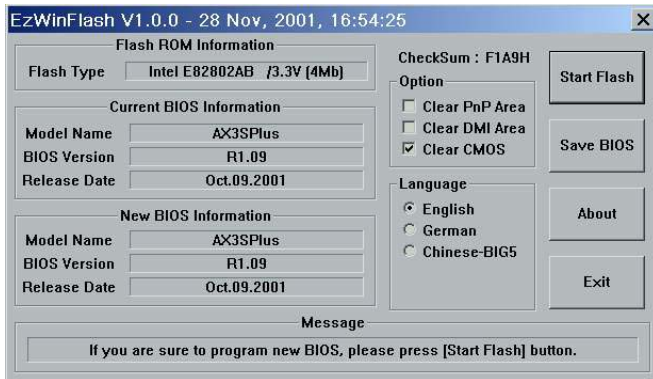 EzWinFlash V1.0.0 - 28 Nov, 2001, 16:54:25
Flash ROM Information
Flash Type Intel E82802AB /3.3V (4Mb)
Current BIOS Information
Model Name AX3SPlus
BIOS Version R1.09
Release Date Oct.09.2001
New BIOS Information
Model Name AX3SPlus
BIOS Version R1.09
Release Date Oct.09.2001
CheckSum : F1A9H
Option
Clear PnP Area
Clear DMI Area
Clear CMOS
Language
English
German
Chinese-BIG5
Start Flash
Save BIOS
About
Exit
Message
If you are sure to program new BIOS, please press [Start Flash] button.